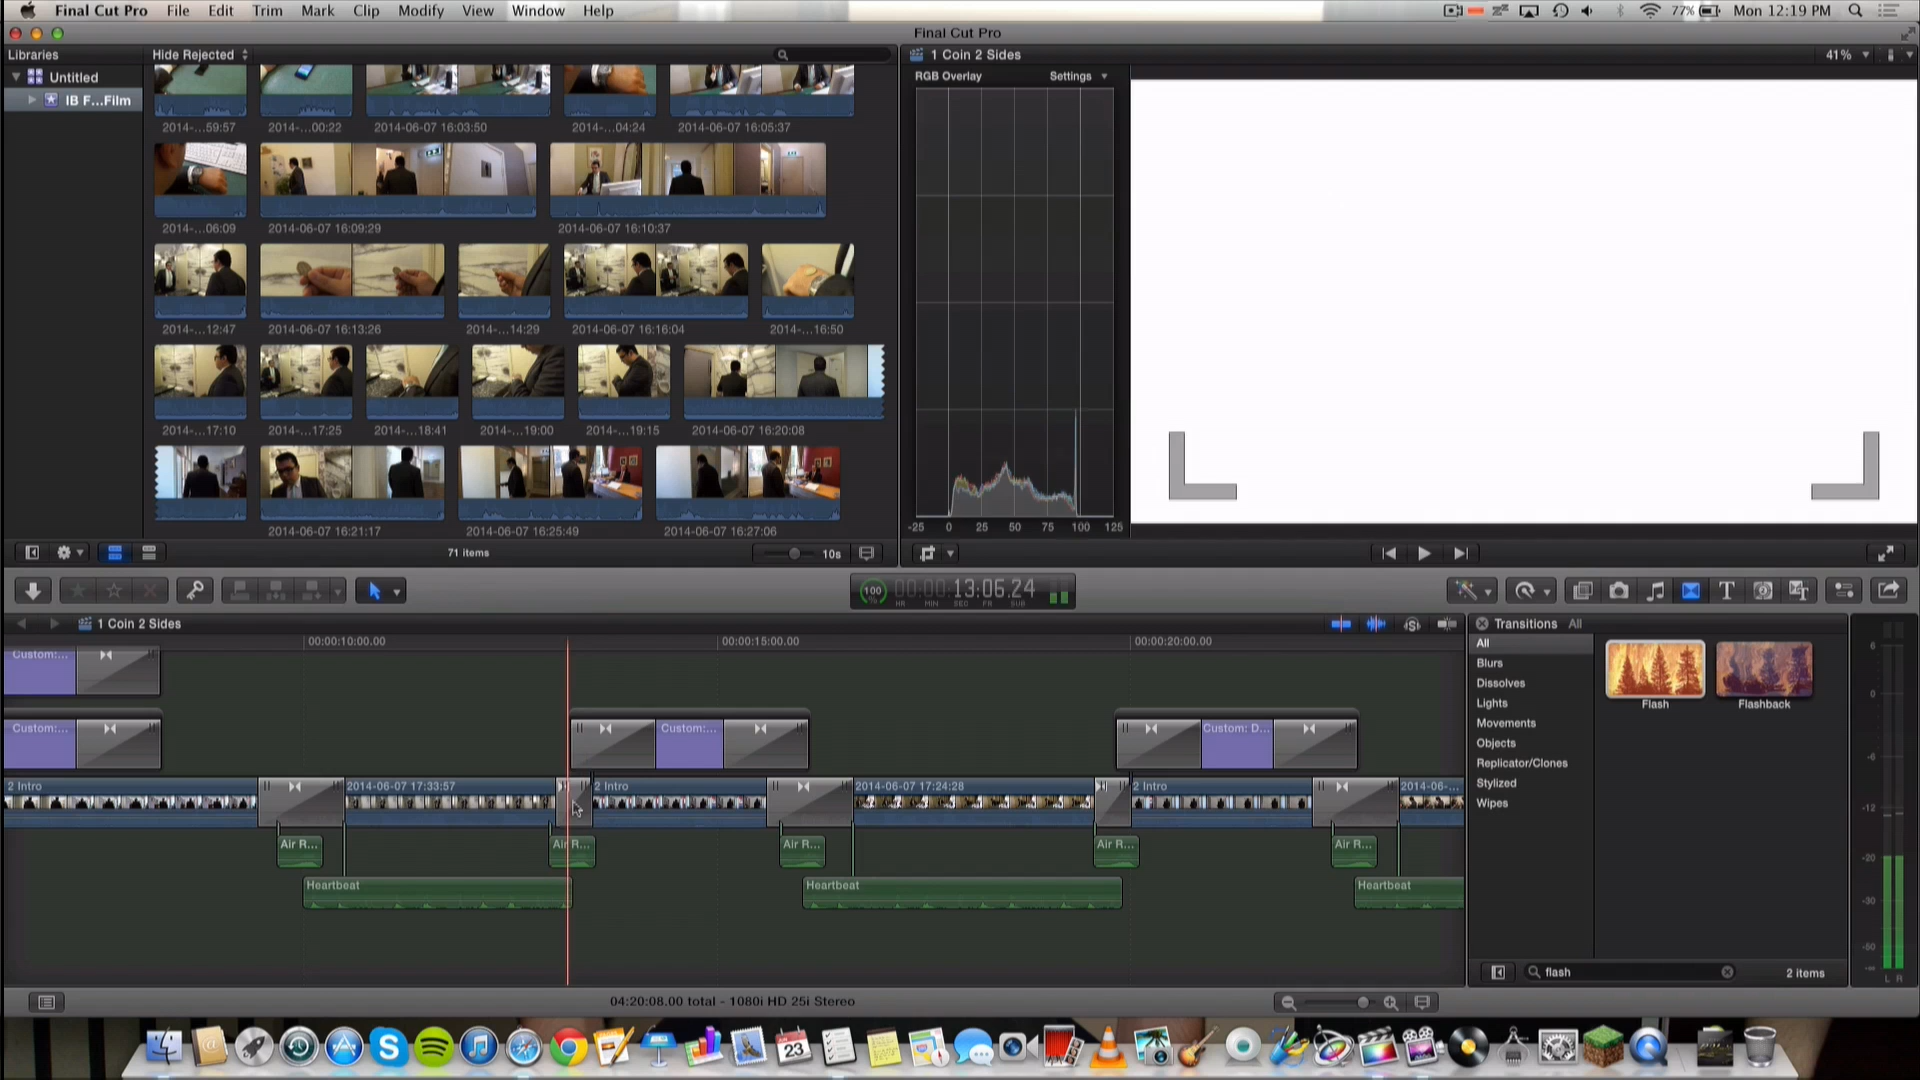 Final Cut Pro File Edit Trim Mark Clip Modify View Window Help 77% Mon 12:19 PM
Final Cut Pro
Libraries Hide Rejected 1 Coin 2 Sides 41%
Untitled RGB Overlay Settings
IB F...Film
2014-...59:57 2014-...00:22 2014-06-07 16:03:50 2014-...04:24 2014-06-07 16:05:37
2014-...06:09 2014-06-07 16:09:29 2014-06-07 16:10:37
2014-...12:47 2014-06-07 16:13:26 2014-...14:29 2014-06-07 16:16:04 2014-...16:50
2014-...17:10 2014-...17:25 2014-...18:41 2014-...19:00 2014-...19:15 2014-06-07 16:20:08
2014-06-07 16:21:17 2014-06-07 16:25:49 2014-06-07 16:27:06
-25 0 25 50 75 100 125
71 items 10s
100 % 00:00:13:06.24
HR MIN SEC FR SUB
1 Coin 2 Sides Transitions All
00:00:10:00.00 00:00:15:00.00 00:00:20:00.00
All
Blurs
Dissolves
Lights
Movements
Objects
Replicator/Clones
Stylized
Wipes
Flash Flashback
6
0
-6
-12
-20
-30
-50
-∞
L R
Custom:...
Custom:... Custom:... Custom: D...
2 Intro 2014-06-07 17:33:57 2 Intro 2014-06-07 17:24:28 2 Intro 2014-06-...
Air R... Air R... Air R... Air R... Air R...
Heartbeat Heartbeat Heartbeat
flash 2 items
04:20:08.00 total - 1080i HD 25i Stereo
23